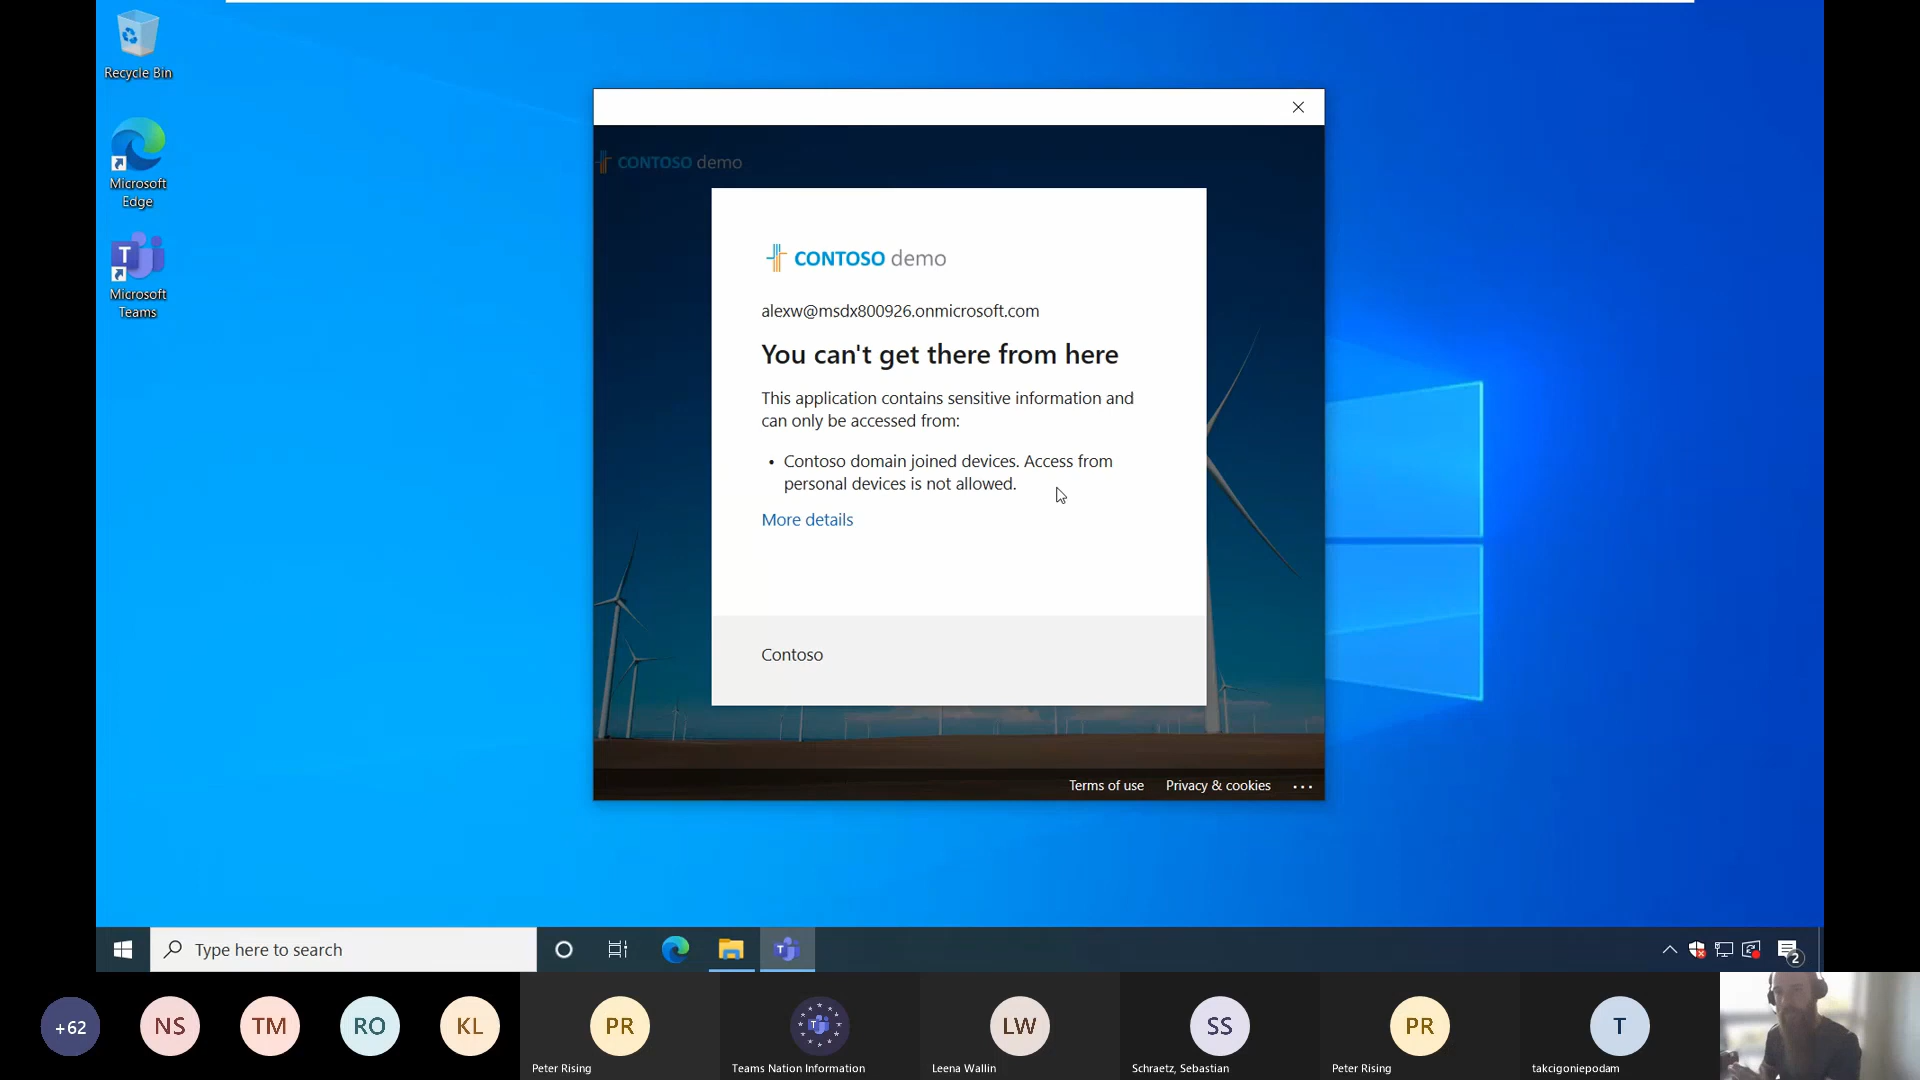 Recycle Bin
Microsoft
Edge
T
Microsoft
Teams
CONTOSO demo
CONTOSO demo
alexw@msdx800926.onmicrosoft.com
You can't get there from here
This application contains sensitive information and
can only be accessed from:
• Contoso domain joined devices. Access from
personal devices is not allowed.
More details
Contoso
Terms of use Privacy & cookies ...
Type here to search
T
2
+62 NS TM RO KL PR T LW SS PR T
Peter Rising Teams Nation Information Leena Wallin Schraetz, Sebastian Peter Rising takcigoniepodam